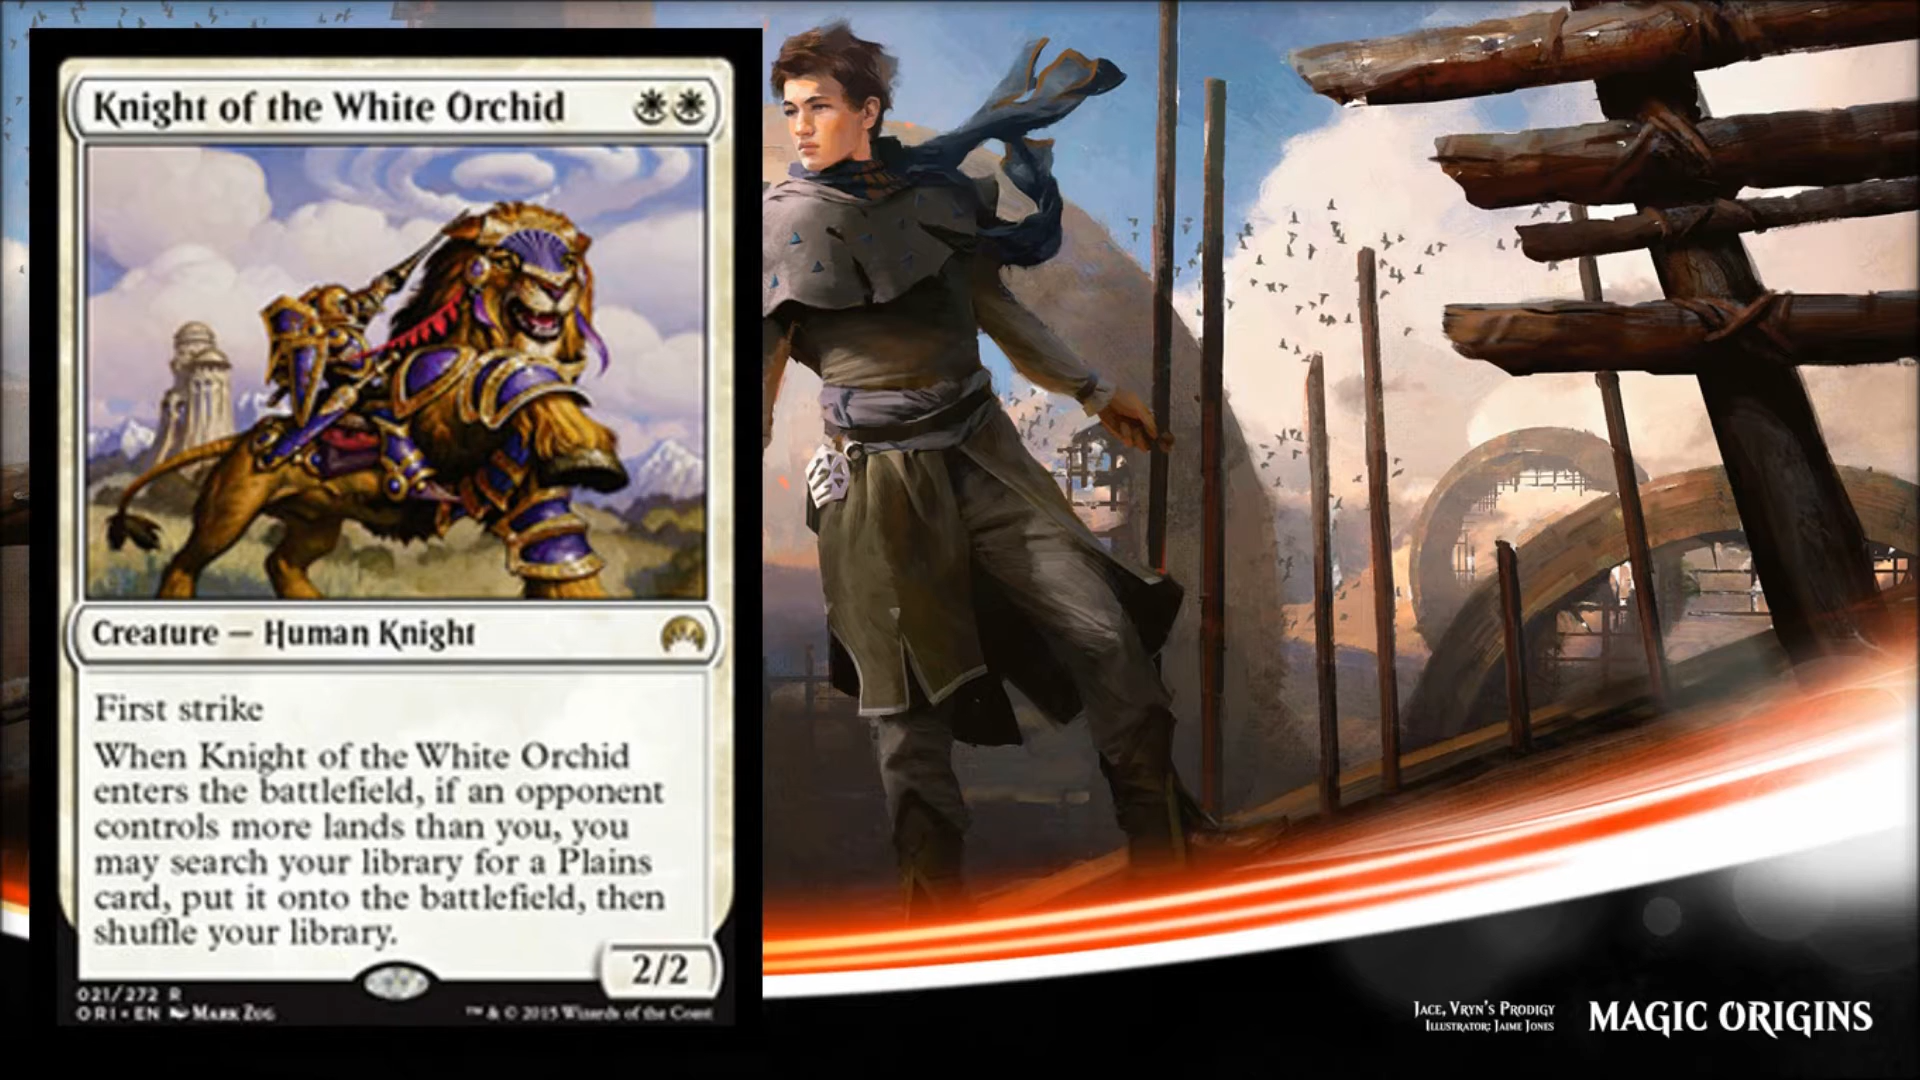 Knight of the White Orchid
Creature — Human Knight
First strike
When Knight of the White Orchid
enters the battlefield, if an opponent
controls more lands than you, you
may search your library for a Plains
card, put it onto the battlefield, then
shuffle your library.
2/2
021/272 R
ORI • EN Mark Zug
™ & © 2015 Wizards of the Coast
Jace, Vryn's Prodigy
Illustrator: Jaime Jones
MAGIC ORIGINS